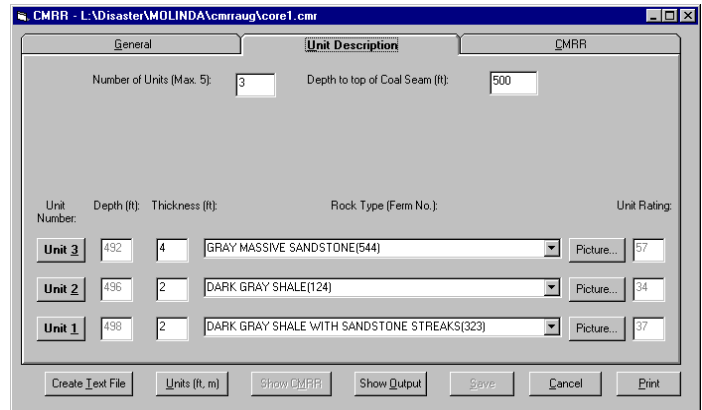 CMRR - L:\Disaster\MOLINDA\cmrraug\core1.cmr
General Unit Description CMRR
Number of Units (Max. 5): 3 Depth to top of Coal Seam (ft): 500
Unit Number: Depth (ft): Thickness (ft): Rock Type (Ferm No.): Unit Rating:
Unit 3 492 4 GRAY MASSIVE SANDSTONE(544) Picture... 57
Unit 2 496 2 DARK GRAY SHALE(124) Picture... 34
Unit 1 498 2 DARK GRAY SHALE WITH SANDSTONE STREAKS(323) Picture... 37
Create Text File Units (ft, m) Show CMRR Show Output Save Cancel Print